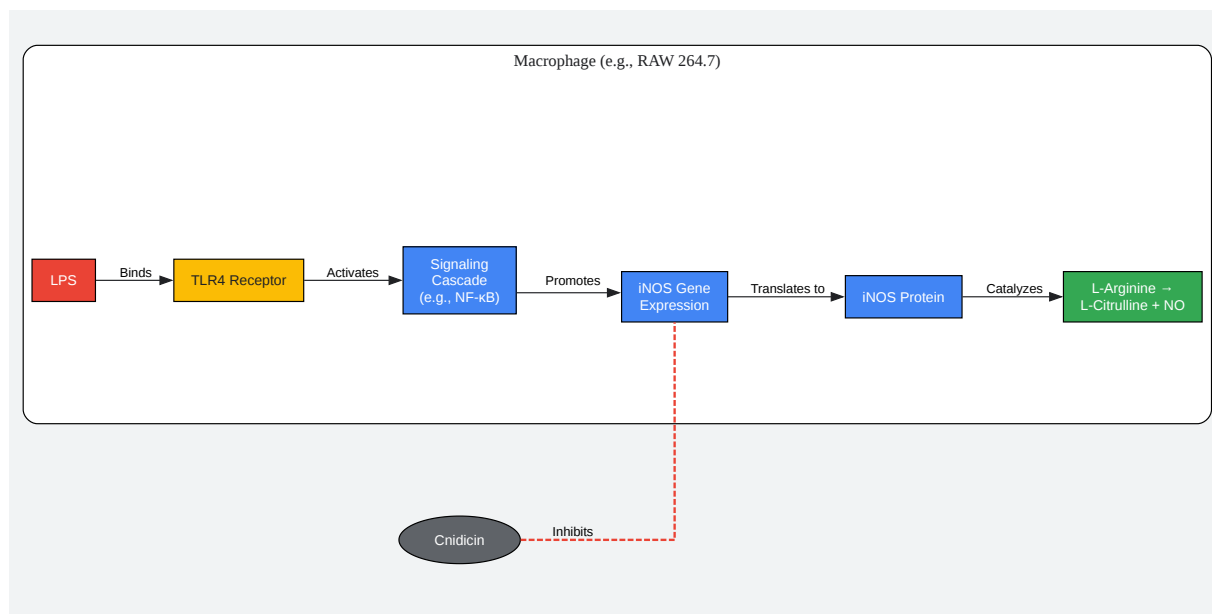 Macrophage (e.g., RAW 264.7)
LPS
Binds
TLR4 Receptor
Activates
Signaling
Cascade
(e.g., NF-κB)
Promotes
iNOS Gene
Expression
Translates to
iNOS Protein
Catalyzes
L-Arginine →
L-Citrulline + NO
Cnidicin
Inhibits